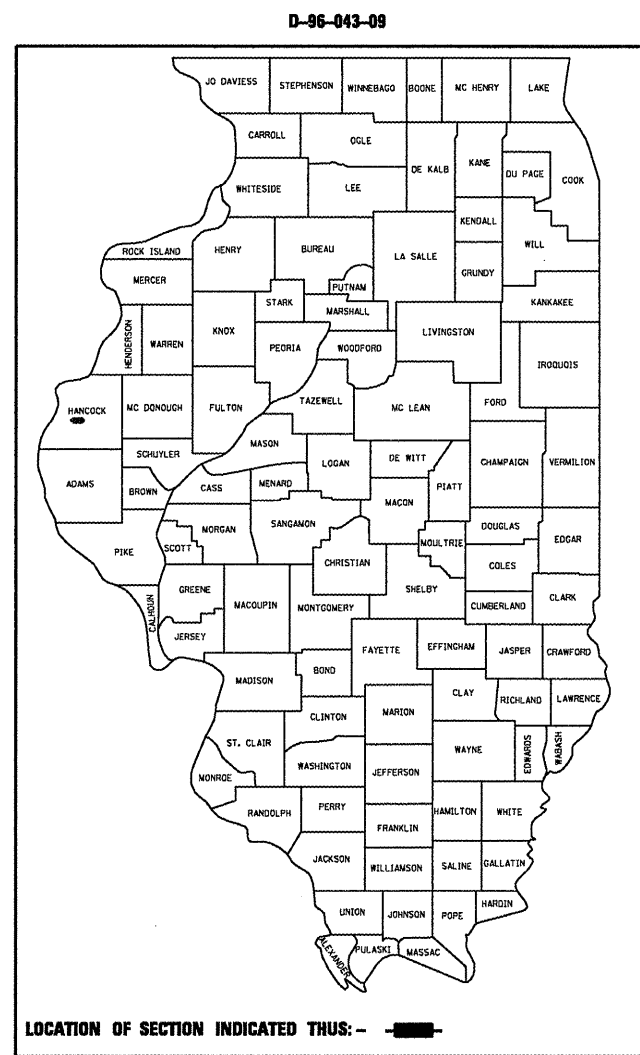 D-96-043-09
JO DAVIESS STEPHENSON WINNEBAGO BOONE MC HENRY LAKE
CARROLL OGLE DE KALB KANE DU PAGE COOK
WHITESIDE LEE
KENDALL
ROCK ISLAND HENRY BUREAU LA SALLE GRUNDY WILL
MERCER PUTNAM
STARK MARSHALL KANKAKEE
HENDERSON WARREN KNOX PEORIA WOODFORD LIVINGSTON IROQUOIS
HANCOCK MC DONOUGH FULTON TAZEWELL MC LEAN FORD
SCHUYLER MASON
ADAMS BROWN CASS MENARD LOGAN DE WITT PIATT CHAMPAIGN VERMILION
MACON
PIKE SCOTT MORGAN SANGAMON CHRISTIAN MOULTRIE DOUGLAS EDGAR
COLES
CALHOUN GREENE MACOUPIN MONTGOMERY SHELBY CUMBERLAND CLARK
JERSEY
FAYETTE EFFINGHAM JASPER CRAWFORD
MADISON BOND CLAY RICHLAND LAWRENCE
CLINTON MARION
ST. CLAIR WASHINGTON WAYNE EDWARDS WABASH
MONROE JEFFERSON
RANDOLPH PERRY HAMILTON WHITE
FRANKLIN
JACKSON WILLIAMSON SALINE GALLATIN
UNION JOHNSON POPE HARDIN
ALEXANDER PULASKI MASSAC
LOCATION OF SECTION INDICATED THUS: -